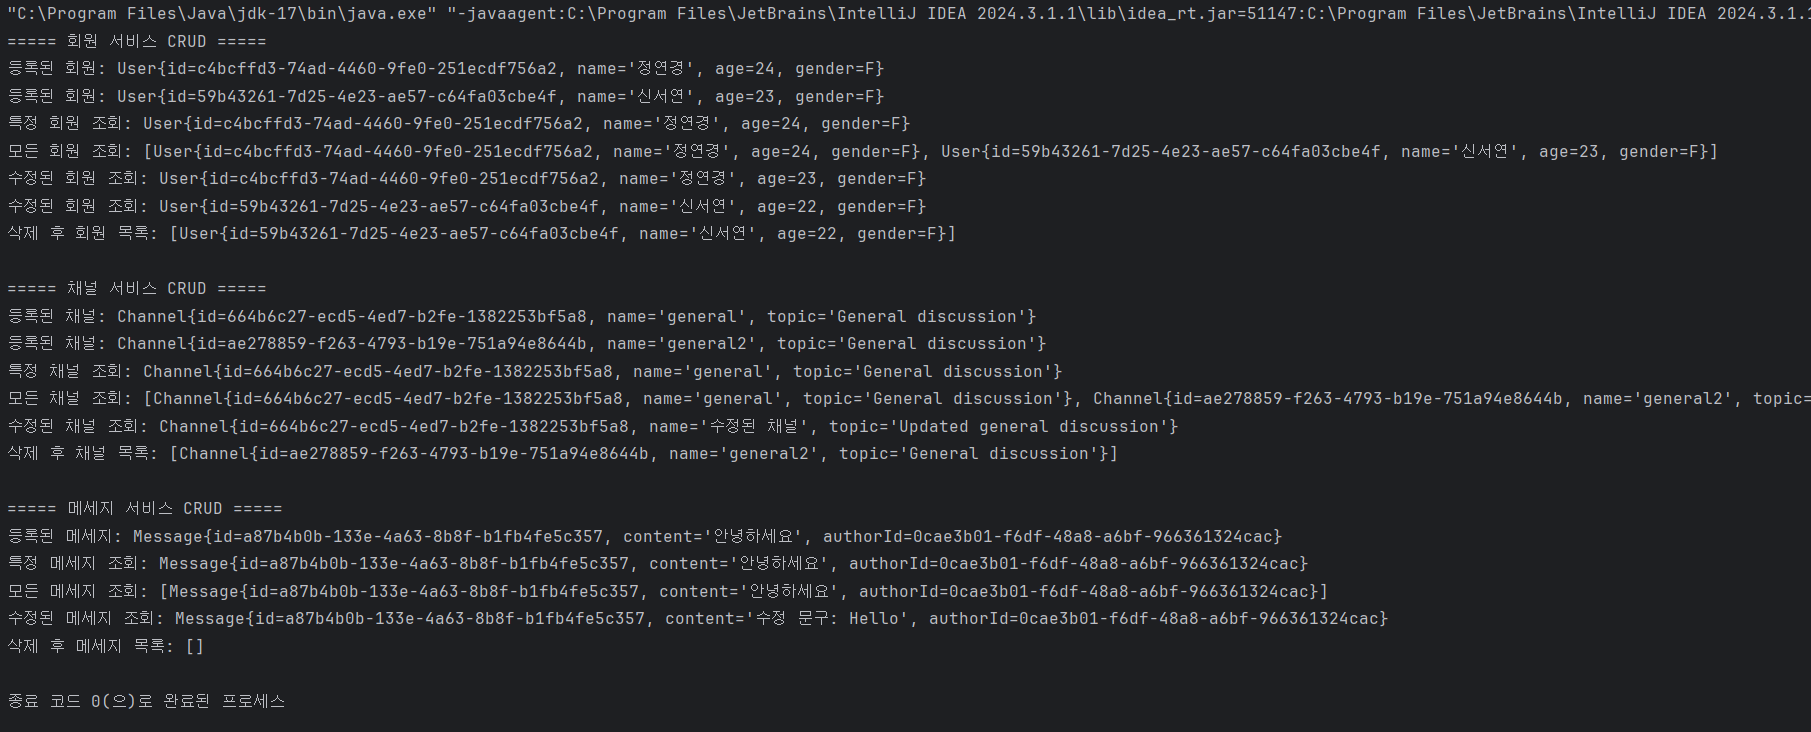 "C:\Program Files\Java\jdk-17\bin\java.exe" "-javaagent:C:\Program Files\JetBrains\IntelliJ IDEA 2024.3.1.1\lib\idea_rt.jar=51147:C:\Program Files\JetBrains\IntelliJ IDEA 2024.3.1.1
===== 회원 서비스 CRUD =====
등록된 회원: User{id=c4bcffd3-74ad-4460-9fe0-251ecdf756a2, name='정연경', age=24, gender=F}
등록된 회원: User{id=59b43261-7d25-4e23-ae57-c64fa03cbe4f, name='신서연', age=23, gender=F}
특정 회원 조회: User{id=c4bcffd3-74ad-4460-9fe0-251ecdf756a2, name='정연경', age=24, gender=F}
모든 회원 조회: [User{id=c4bcffd3-74ad-4460-9fe0-251ecdf756a2, name='정연경', age=24, gender=F}, User{id=59b43261-7d25-4e23-ae57-c64fa03cbe4f, name='신서연', age=23, gender=F}]
수정된 회원 조회: User{id=c4bcffd3-74ad-4460-9fe0-251ecdf756a2, name='정연경', age=23, gender=F}
수정된 회원 조회: User{id=59b43261-7d25-4e23-ae57-c64fa03cbe4f, name='신서연', age=22, gender=F}
삭제 후 회원 목록: [User{id=59b43261-7d25-4e23-ae57-c64fa03cbe4f, name='신서연', age=22, gender=F}]
===== 채널 서비스 CRUD =====
등록된 채널: Channel{id=664b6c27-ecd5-4ed7-b2fe-1382253bf5a8, name='general', topic='General discussion'}
등록된 채널: Channel{id=ae278859-f263-4793-b19e-751a94e8644b, name='general2', topic='General discussion'}
특정 채널 조회: Channel{id=664b6c27-ecd5-4ed7-b2fe-1382253bf5a8, name='general', topic='General discussion'}
모든 채널 조회: [Channel{id=664b6c27-ecd5-4ed7-b2fe-1382253bf5a8, name='general', topic='General discussion'}, Channel{id=ae278859-f263-4793-b19e-751a94e8644b, name='general2', topic=
수정된 채널 조회: Channel{id=664b6c27-ecd5-4ed7-b2fe-1382253bf5a8, name='수정된 채널', topic='Updated general discussion'}
삭제 후 채널 목록: [Channel{id=ae278859-f263-4793-b19e-751a94e8644b, name='general2', topic='General discussion'}]
===== 메세지 서비스 CRUD =====
등록된 메세지: Message{id=a87b4b0b-133e-4a63-8b8f-b1fb4fe5c357, content='안녕하세요', authorId=0cae3b01-f6df-48a8-a6bf-966361324cac}
특정 메세지 조회: Message{id=a87b4b0b-133e-4a63-8b8f-b1fb4fe5c357, content='안녕하세요', authorId=0cae3b01-f6df-48a8-a6bf-966361324cac}
모든 메세지 조회: [Message{id=a87b4b0b-133e-4a63-8b8f-b1fb4fe5c357, content='안녕하세요', authorId=0cae3b01-f6df-48a8-a6bf-966361324cac}]
수정된 메세지 조회: Message{id=a87b4b0b-133e-4a63-8b8f-b1fb4fe5c357, content='수정 문구: Hello', authorId=0cae3b01-f6df-48a8-a6bf-966361324cac}
삭제 후 메세지 목록: []
종료 코드 0(으)로 완료된 프로세스